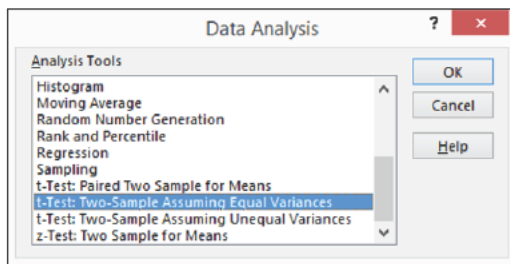 Data Analysis
?
×
Analysis Tools
Histogram
Moving Average
Random Number Generation
Rank and Percentile
Regression
Sampling
t-Test: Paired Two Sample for Means
t-Test: Two-Sample Assuming Equal Variances
t-Test: Two-Sample Assuming Unequal Variances
z-Test: Two Sample for Means
OK
Cancel
Help